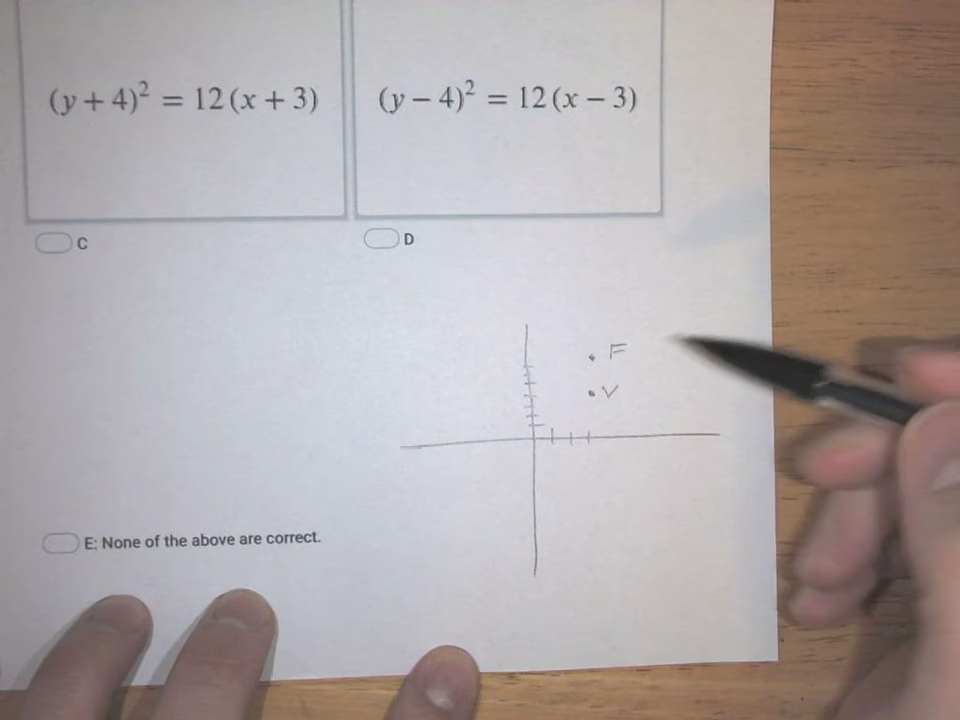 (y + 4)² = 12 (x + 3)
(y − 4)² = 12 (x − 3)
C
D
F
V
E: None of the above are correct.